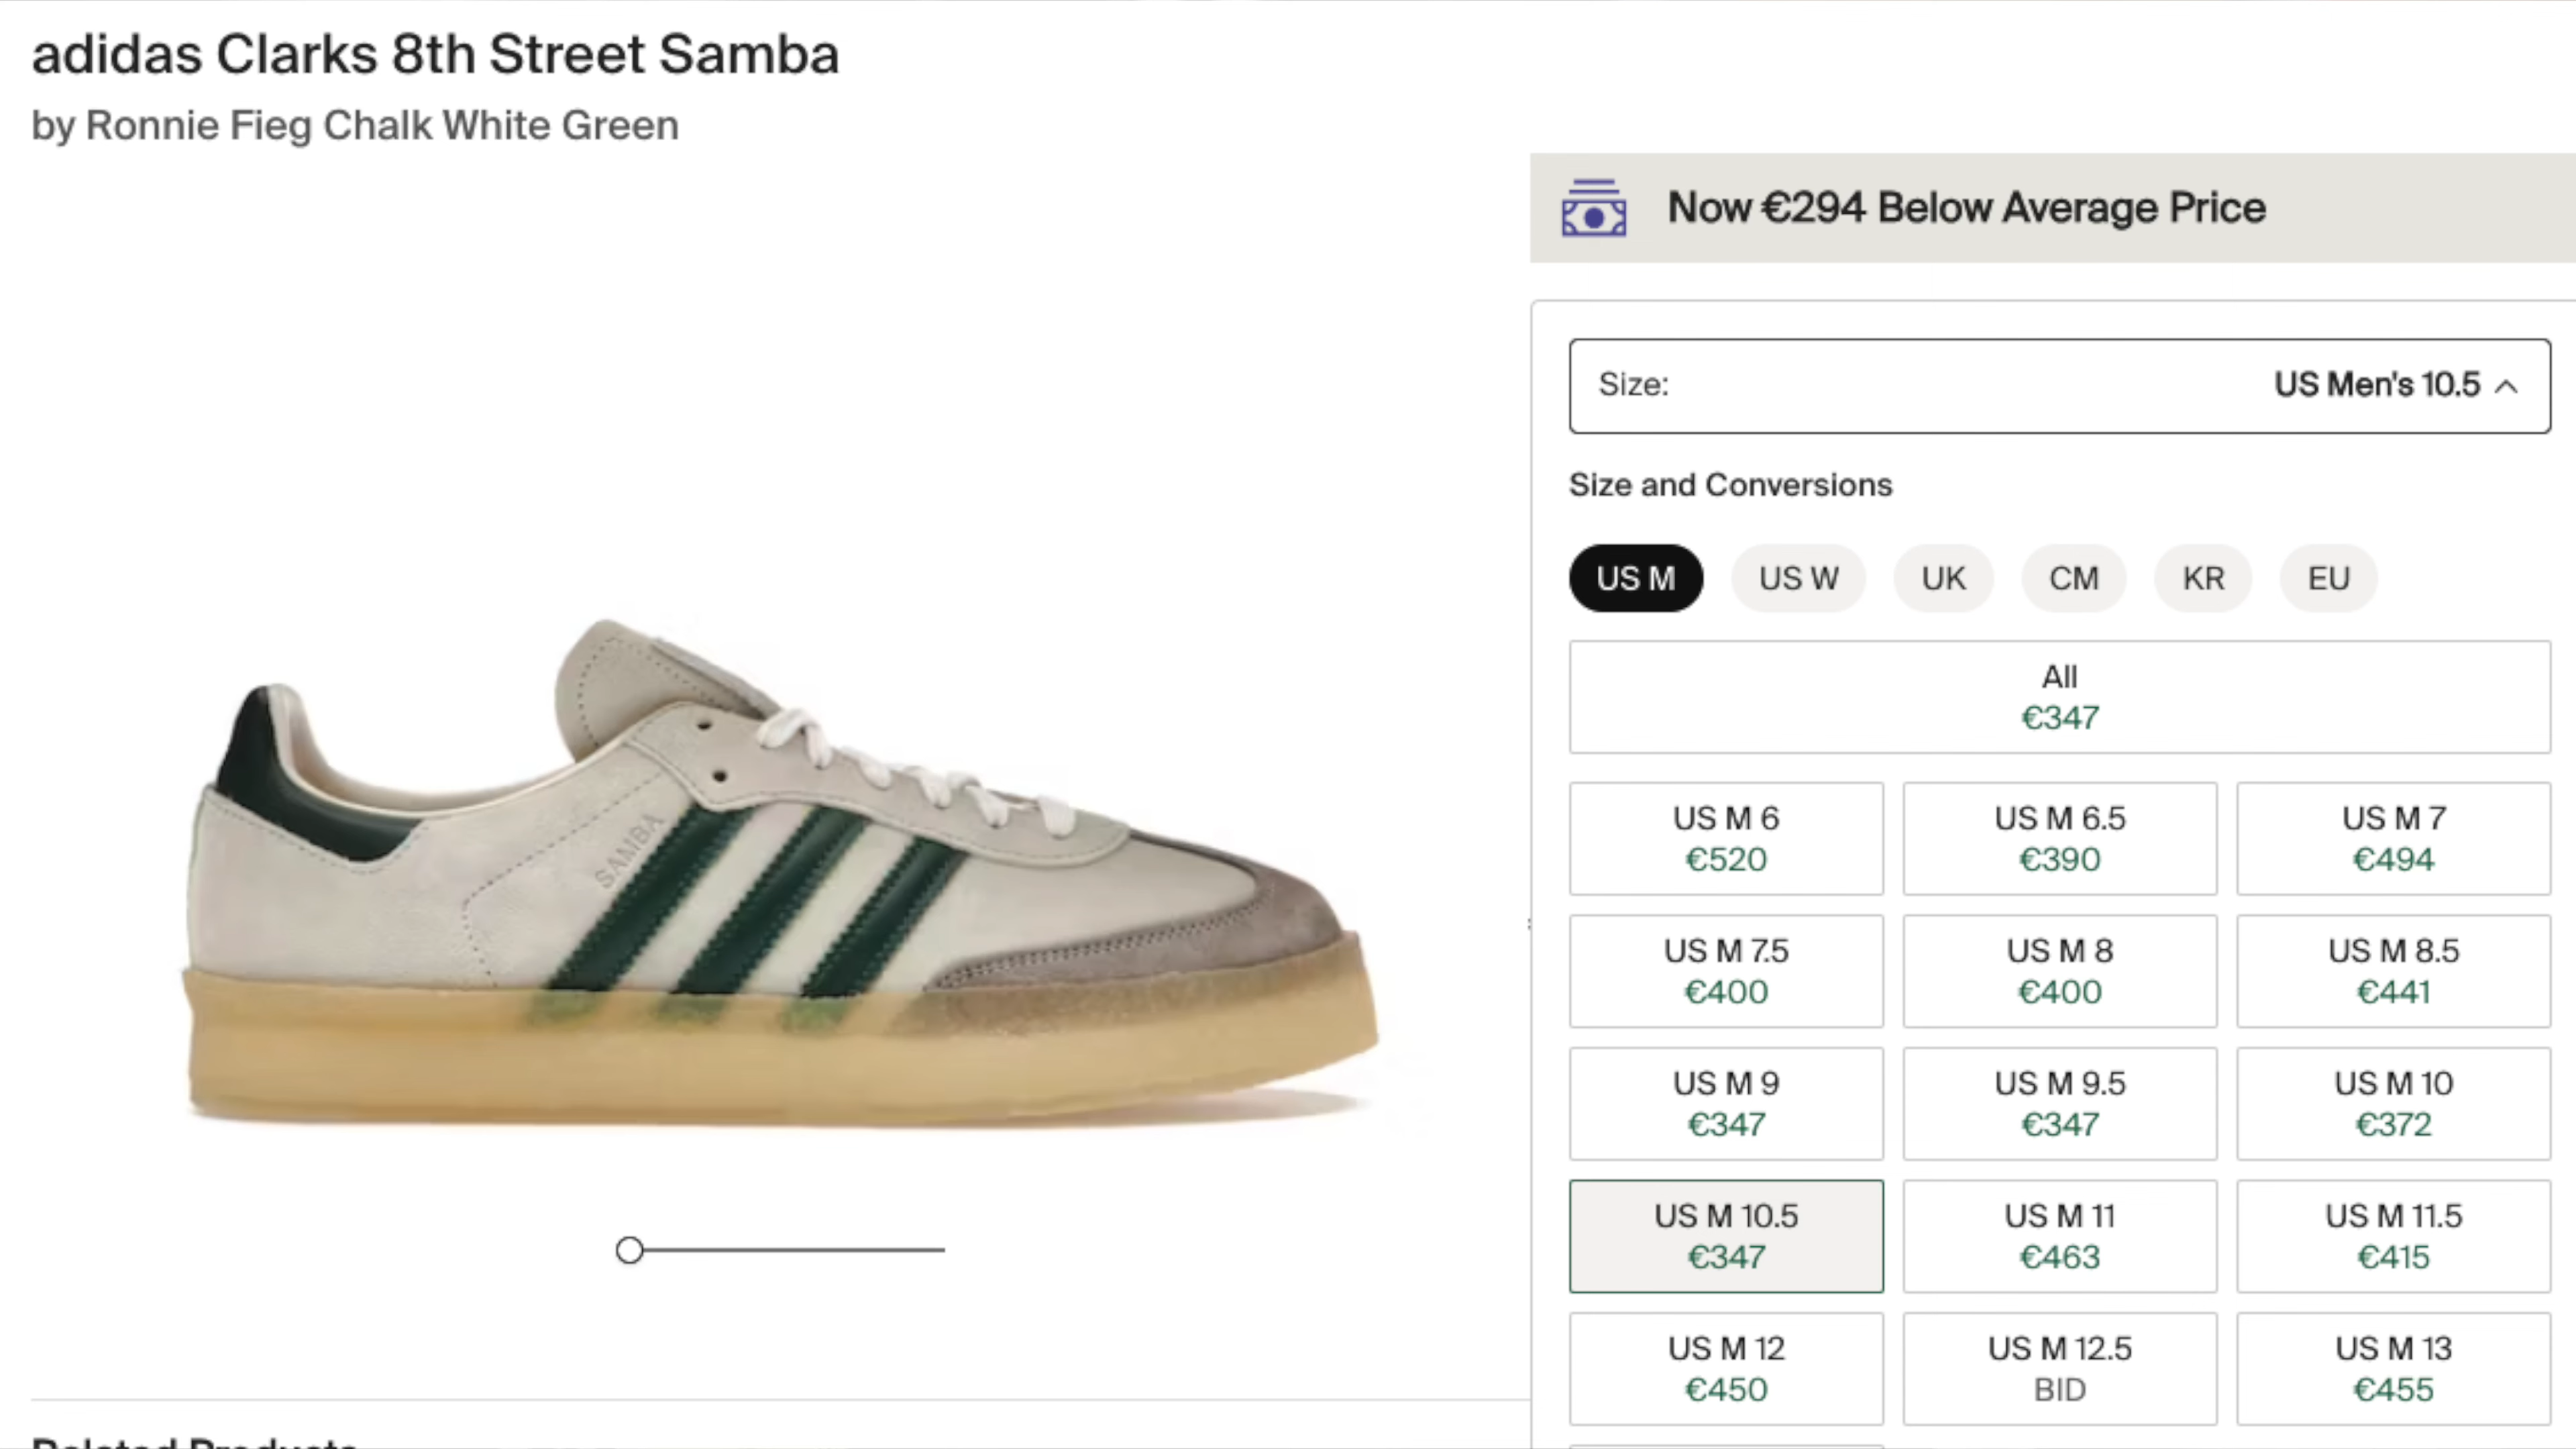 adidas Clarks 8th Street Samba
by Ronnie Fieg Chalk White Green
Now €294 Below Average Price
Size: US Men's 10.5
Size and Conversions
US M US W UK CM KR EU
All
€347
US M 6
€520
US M 6.5
€390
US M 7
€494
US M 7.5
€400
US M 8
€400
US M 8.5
€441
US M 9
€347
US M 9.5
€347
US M 10
€372
US M 10.5
€347
US M 11
€463
US M 11.5
€415
US M 12
€450
US M 12.5
BID
US M 13
€455
SAMBA
Related Products